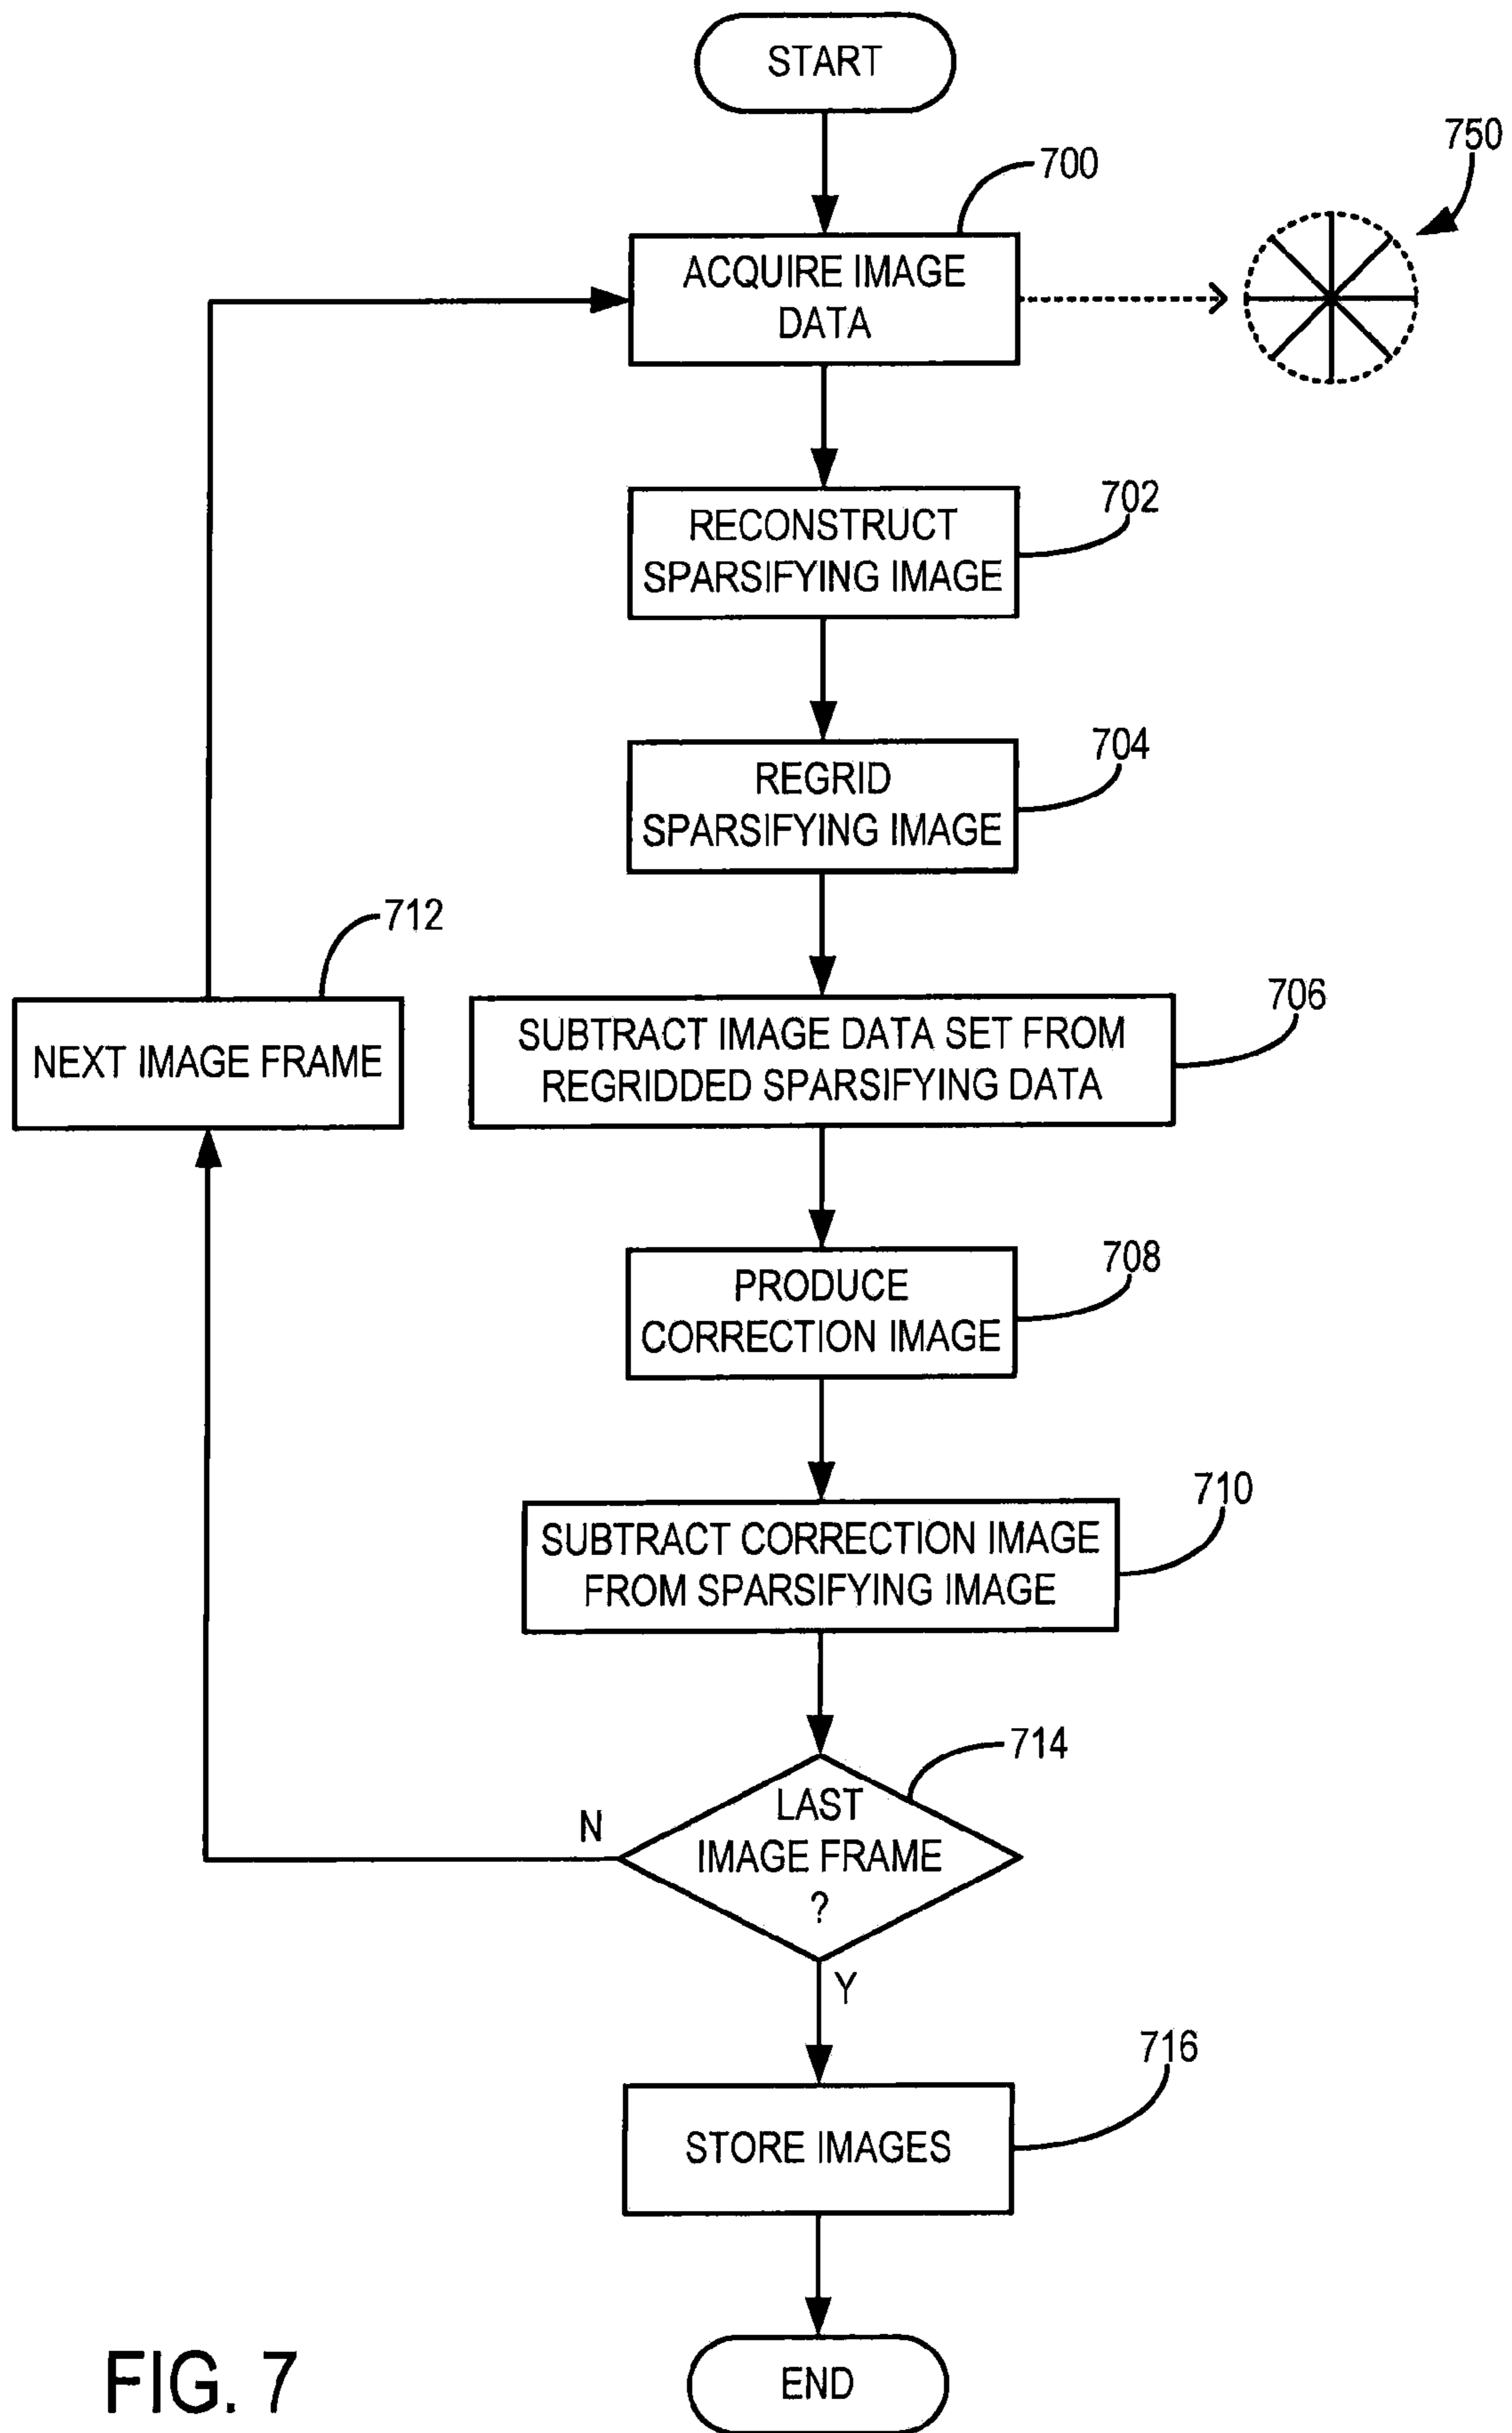 START
700
750
ACQUIRE IMAGE
DATA
702
RECONSTRUCT
SPARSIFYING IMAGE
704
REGRID
SPARSIFYING IMAGE
712
NEXT IMAGE FRAME
706
SUBTRACT IMAGE DATA SET FROM
REGRIDDED SPARSIFYING DATA
708
PRODUCE
CORRECTION IMAGE
710
SUBTRACT CORRECTION IMAGE
FROM SPARSIFYING IMAGE
714
LAST
IMAGE FRAME
?
N
Y
716
STORE IMAGES
END
FIG. 7